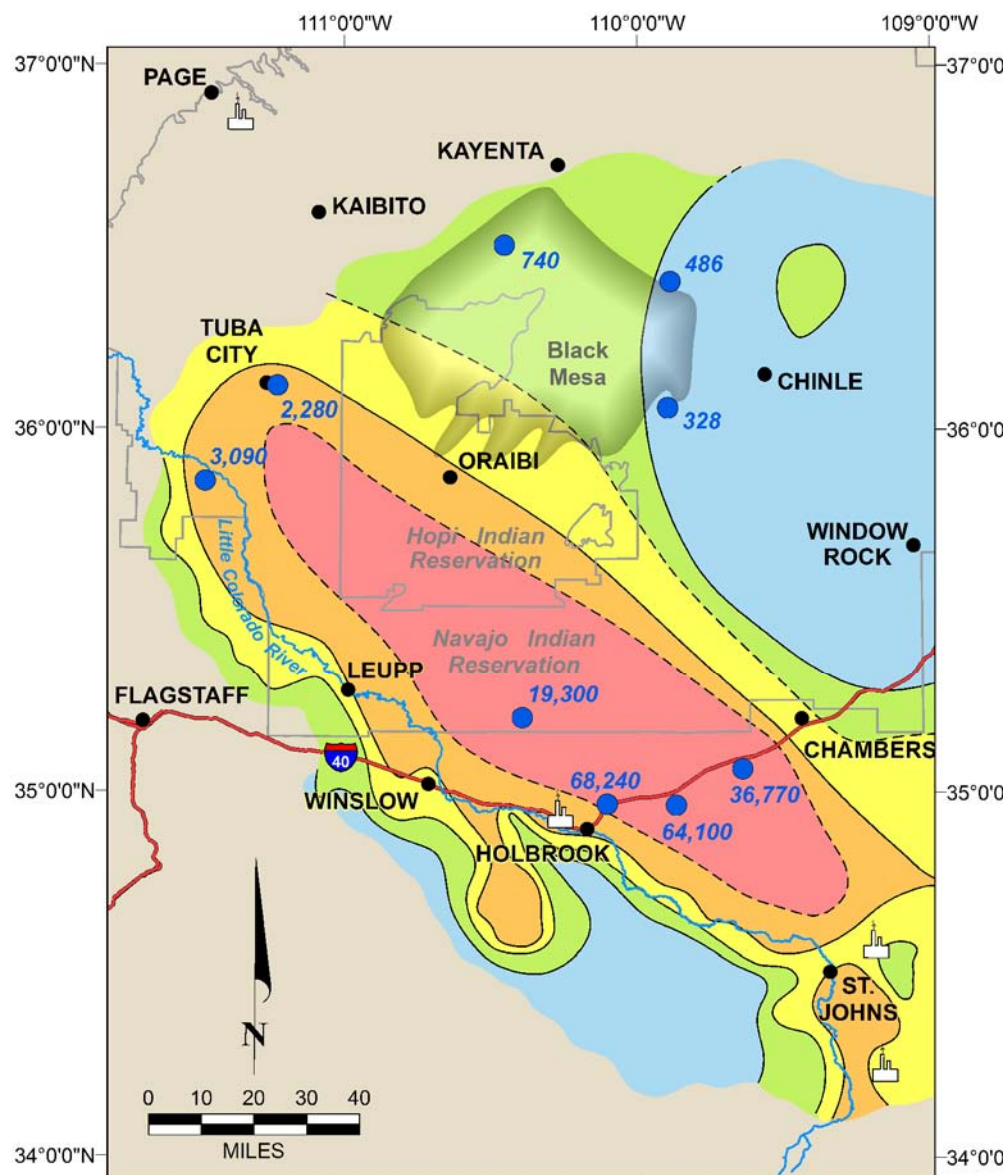 111°0'0"W
110°0'0"W
109°0'0"W
37°0'0"N
37°0'0"N
PAGE
KAYENTA
KAIBITO
740
486
TUBA
CITY
Black
Mesa
CHINLE
2,280
328
36°0'0"N
36°0'0"N
3,090
ORAIBI
Hopi Indian
Reservation
WINDOW
ROCK
Little Colorado River
Navajo Indian
Reservation
LEUPP
19,300
FLAGSTAFF
CHAMBERS
40
WINSLOW
68,240
36,770
35°0'0"N
35°0'0"N
64,100
HOLBROOK
ST.
JOHNS
N
0 10 20 30 40
MILES
34°0'0"N
34°0'0"N